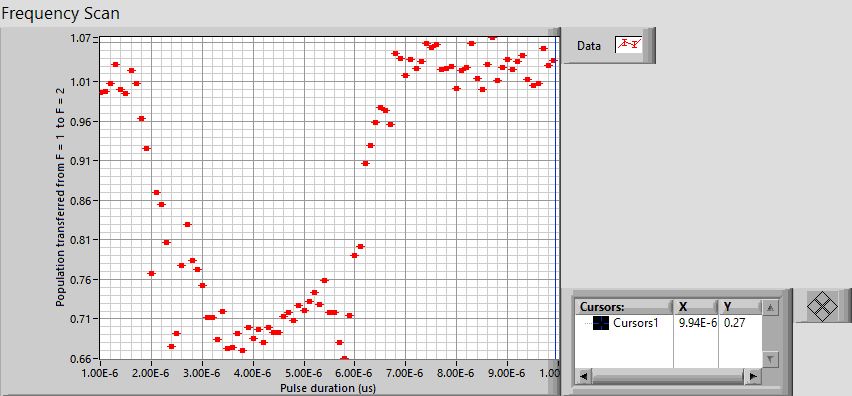 Frequency Scan
Population transferred from F = 1 to F = 2
1.07
1.01
0.96
0.91
0.86
0.81
0.76
0.71
0.66
1.00E-6 2.00E-6 3.00E-6 4.00E-6 5.00E-6 6.00E-6 7.00E-6 8.00E-6 9.00E-6 1.00
Pulse duration (us)
Data
Cursors: X Y
Cursors1 9.94E-6 0.27